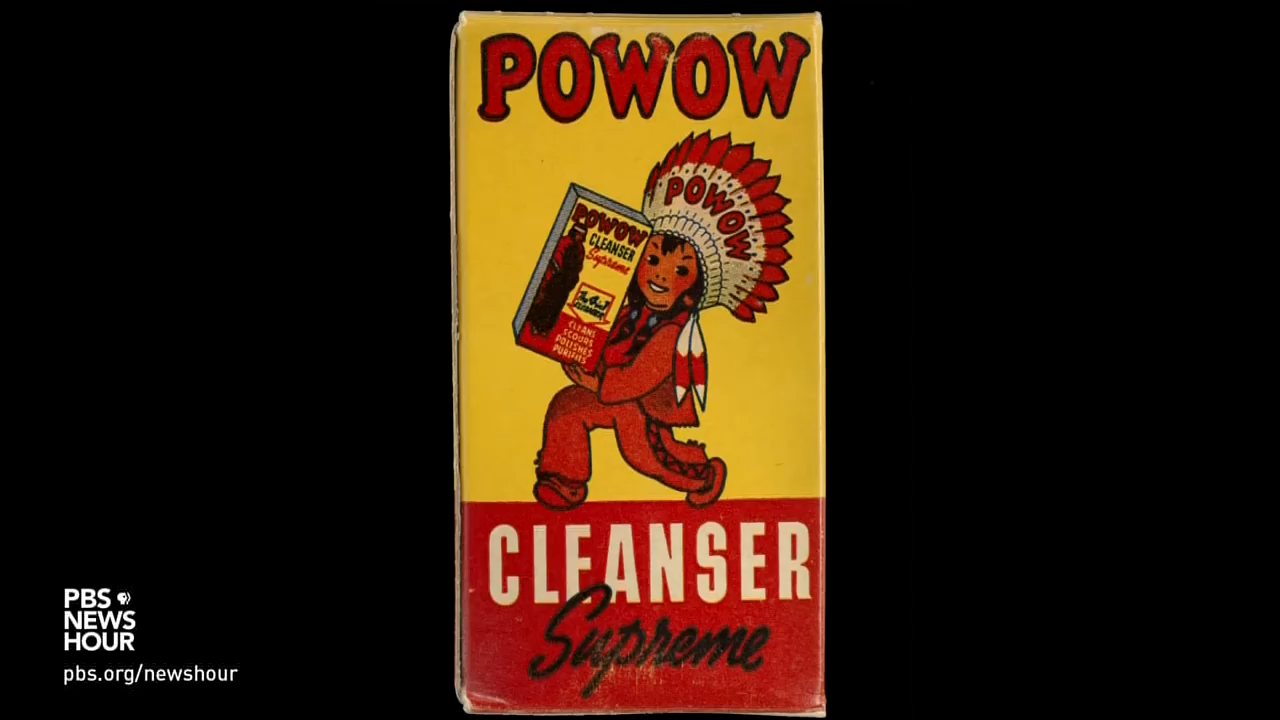 POWOW
POWOW
POWOW
CLEANSER
Supreme
CLEANS
SCOURS
POLISHES
PURIFIES
CLEANSER
Supreme
PBS
NEWS
HOUR
pbs.org/newshour